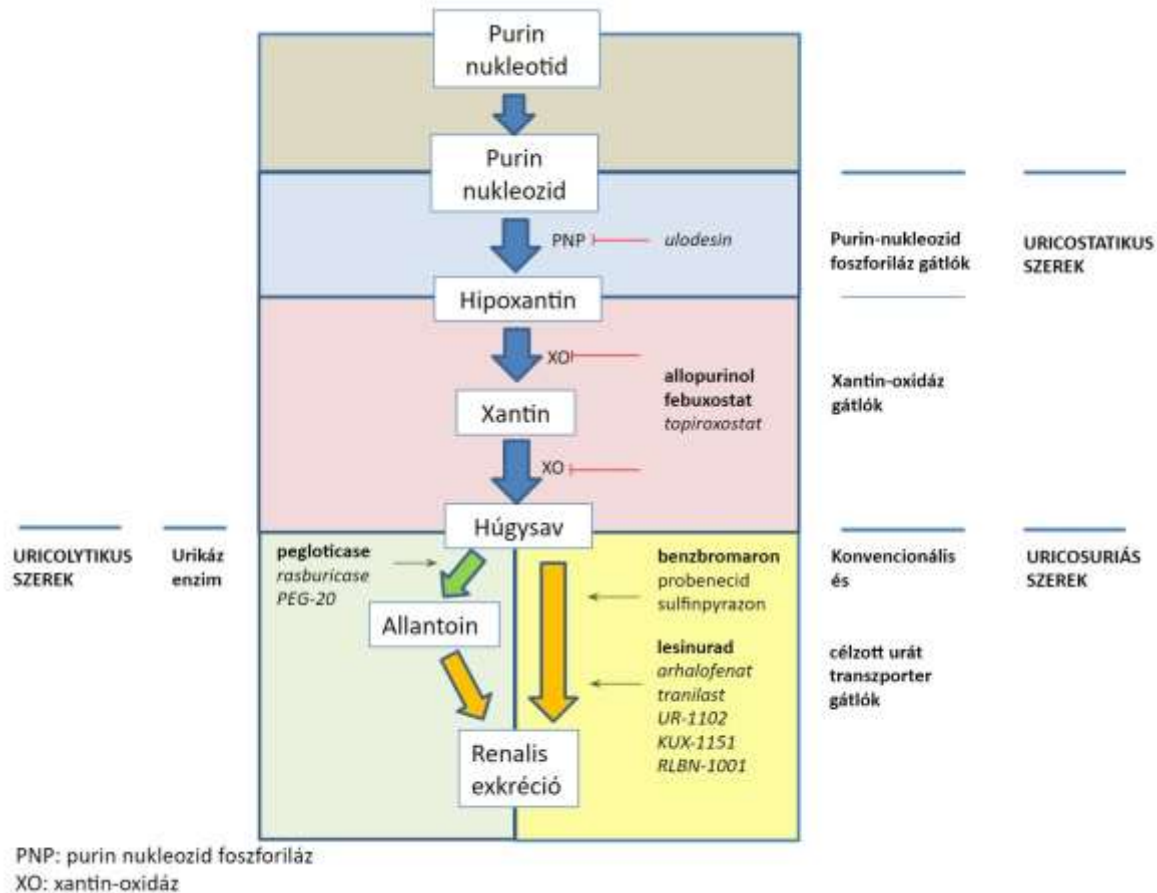 Purin
nukleotid
Purin
nukleozid
PNP
ulodesin
Purin-nukleozid
foszforiláz gátlók
URICOSTATIKUS
SZEREK
Hipoxantin
XO
allopurinol
febuxostat
topiroxostat
Xantin-oxidáz
gátlók
Xantin
XO
Húgysav
URICOLYTIKUS
SZEREK
Urikáz
enzim
pegloticase
rasburicase
PEG-20
benzbromaron
probenecid
sulfinpyrazon
Konvencionális
és
URICOSURIÁS
SZEREK
Allantoin
lesinurad
arhalofenat
tranilast
UR-1102
KUX-1151
RLBN-1001
célzott urát
transzporter
gátlók
Renalis
exkréció
PNP: purin nukleozid foszforiláz
XO: xantin-oxidáz